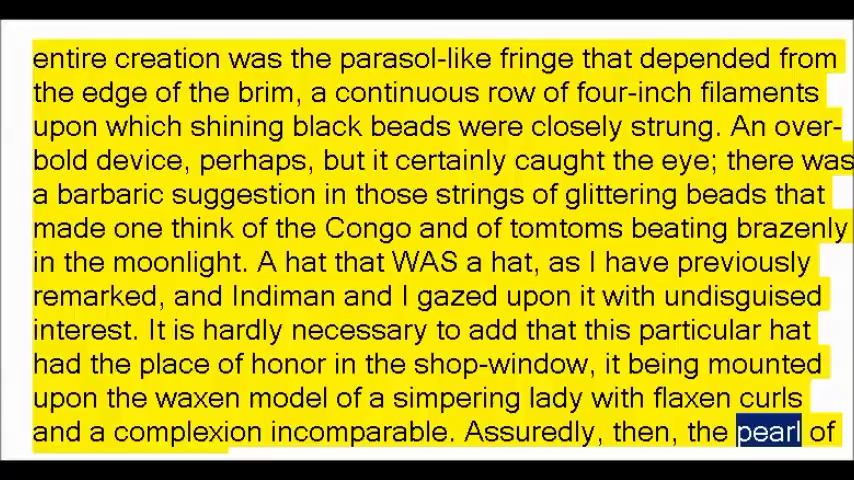 entire creation was the parasol-like fringe that depended from
the edge of the brim, a continuous row of four-inch filaments
upon which shining black beads were closely strung. An over-
bold device, perhaps, but it certainly caught the eye; there was
a barbaric suggestion in those strings of glittering beads that
made one think of the Congo and of tomtoms beating brazenly
in the moonlight. A hat that WAS a hat, as I have previously
remarked, and Indiman and I gazed upon it with undisguised
interest. It is hardly necessary to add that this particular hat
had the place of honor in the shop-window, it being mounted
upon the waxen model of a simpering lady with flaxen curls
and a complexion incomparable. Assuredly, then, the pearl of